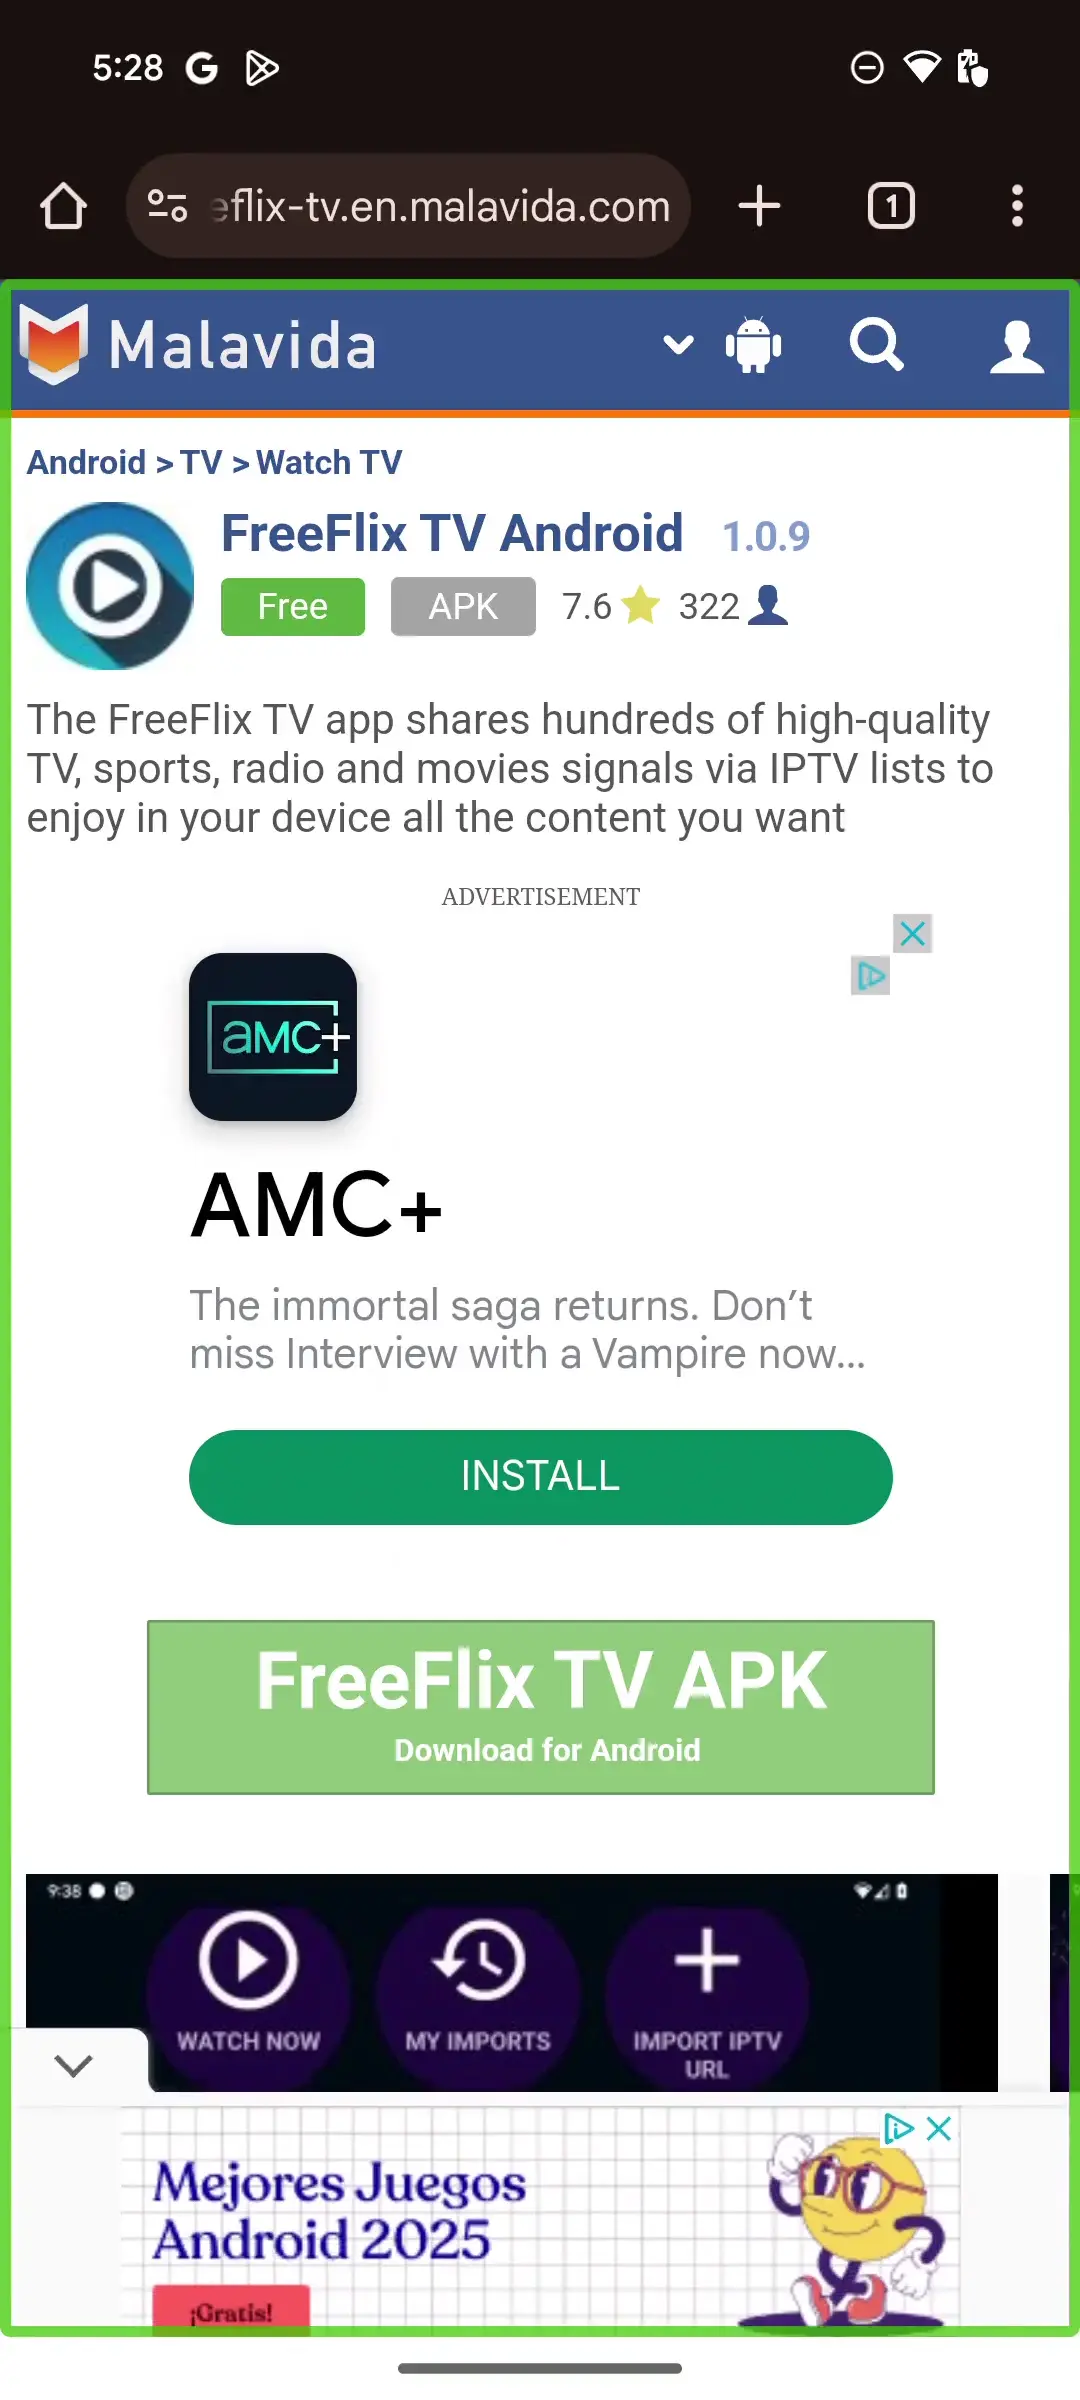 5:28
eflix-tv.en.malavida.com
1
Malavida
Android > TV > Watch TV
FreeFlix TV Android 1.0.9
Free APK 7.6 322
The FreeFlix TV app shares hundreds of high-quality
TV, sports, radio and movies signals via IPTV lists to
enjoy in your device all the content you want
ADVERTISEMENT
aMC+
AMC+
The immortal saga returns. Don’t
miss Interview with a Vampire now...
INSTALL
FreeFlix TV APK
Download for Android
9:38
WATCH NOW MY IMPORTS IMPORT IPTV
URL
Mejores Juegos
Android 2025
¡Gratis!